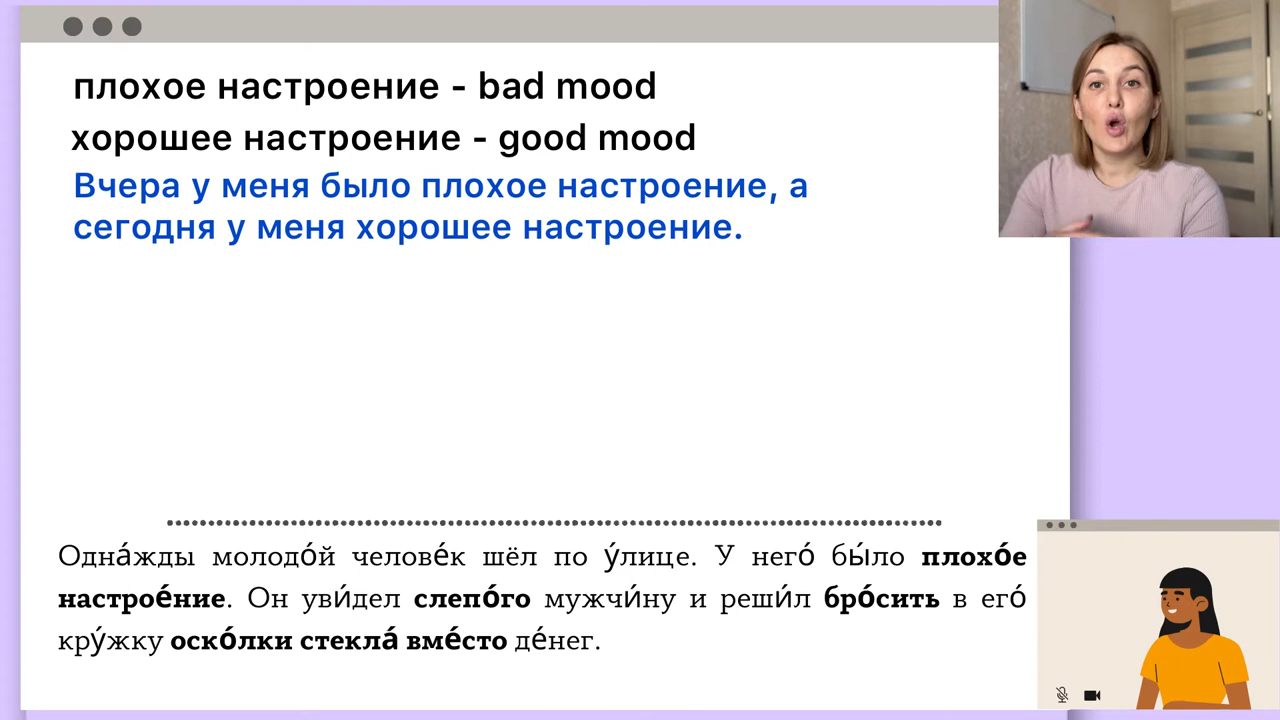 плохое настроение - bad mood
хорошее настроение - good mood
Вчера у меня было плохое настроение, а
сегодня у меня хорошее настроение.
Одна́жды молодо́й челове́к шёл по у́лице. У него́ бы́ло плохо́е
настрое́ние. Он уви́дел слепо́го мужчи́ну и реши́л бро́сить в его́
кру́жку оско́лки стекла́ вме́сто де́нег.